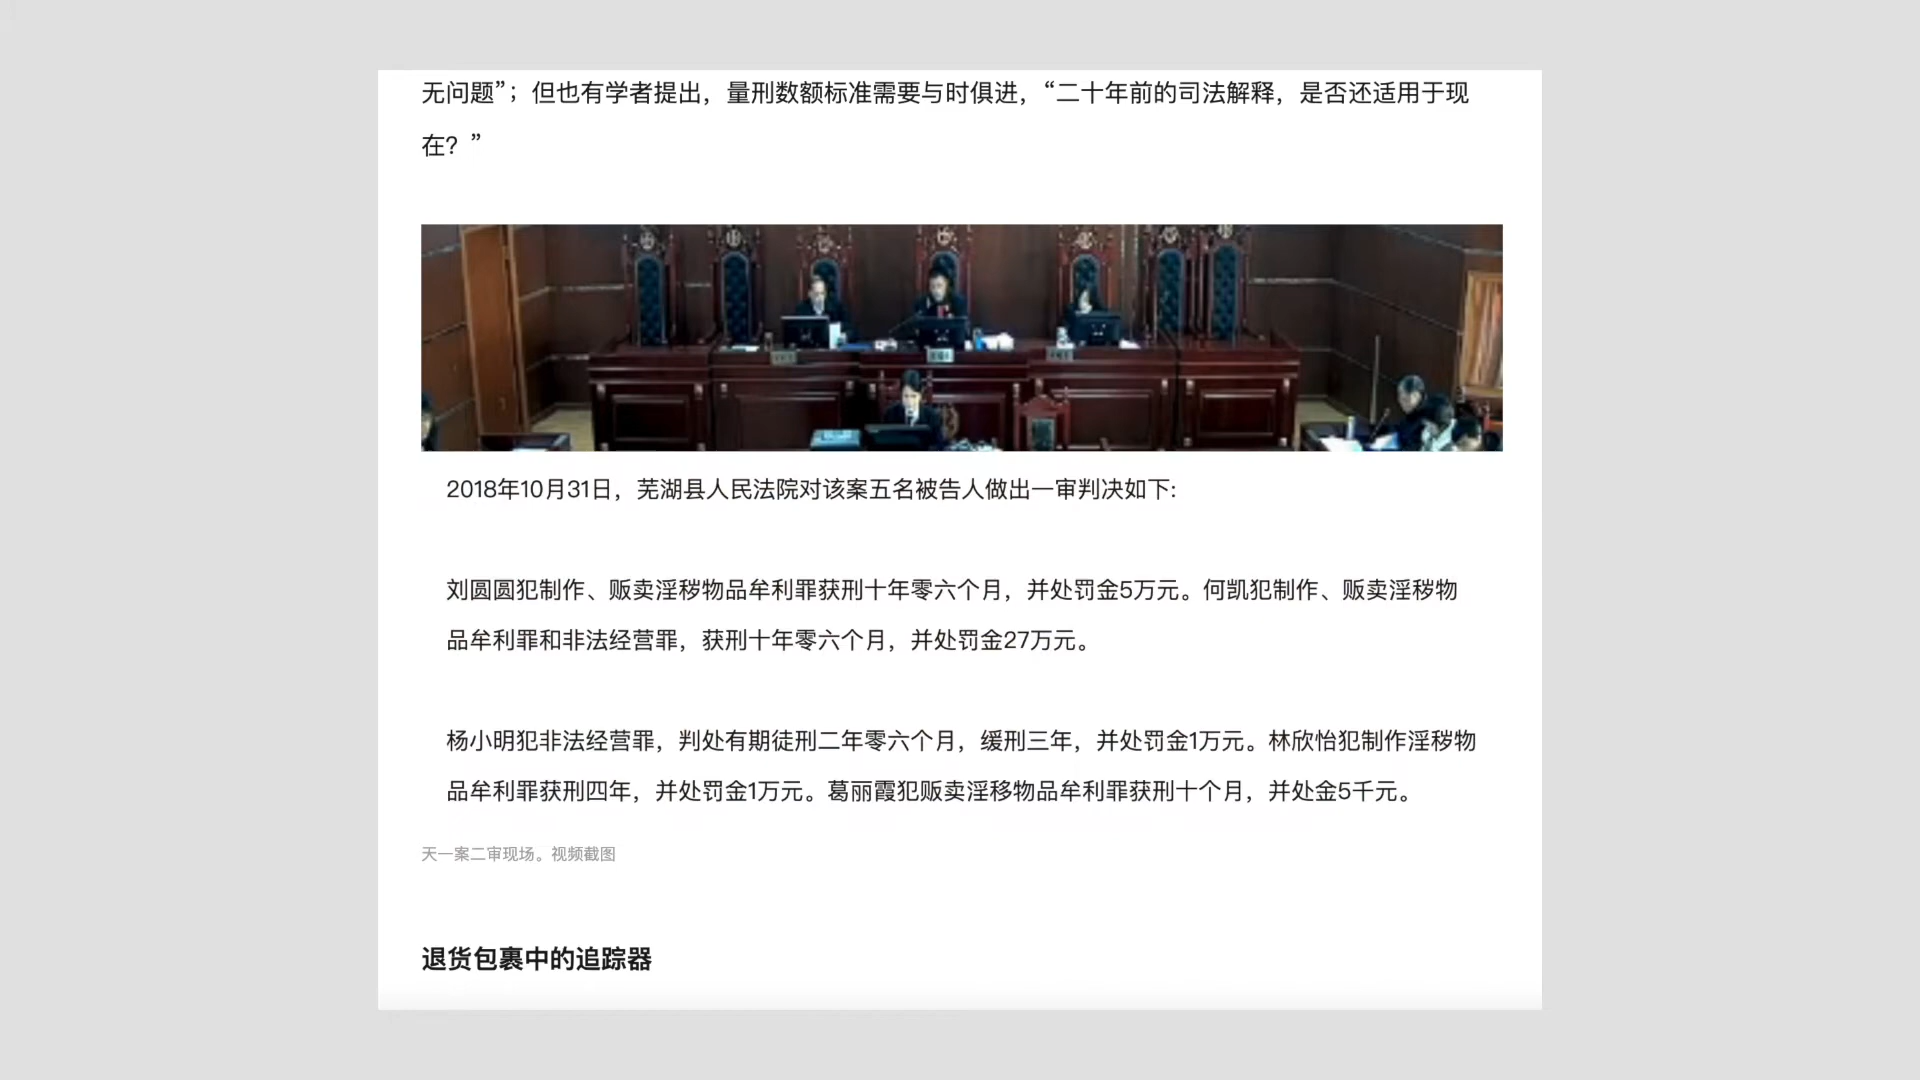 无问题”；但也有学者提出，量刑数额标准需要与时俱进，“二十年前的司法解释，是否还适用于现
在？”
2018年10月31日，芜湖县人民法院对该案五名被告人做出一审判决如下:
刘圆圆犯制作、贩卖淫秽物品牟利罪获刑十年零六个月，并处罚金5万元。何凯犯制作、贩卖淫秽物
品牟利罪和非法经营罪，获刑十年零六个月，并处罚金27万元。
杨小明犯非法经营罪，判处有期徒刑二年零六个月，缓刑三年，并处罚金1万元。林欣怡犯制作淫秽物
品牟利罪获刑四年，并处罚金1万元。葛丽霞犯贩卖淫移物品牟利罪获刑十个月，并处金5千元。
天一案二审现场。视频截图
退货包裹中的追踪器